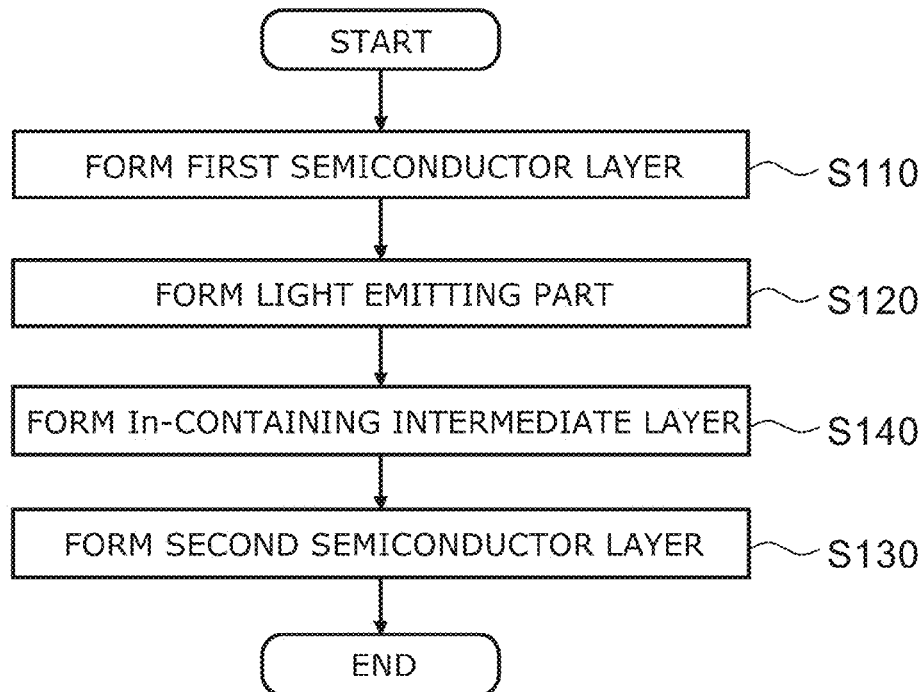 START
FORM FIRST SEMICONDUCTOR LAYER S110
FORM LIGHT EMITTING PART S120
FORM In-CONTAINING INTERMEDIATE LAYER S140
FORM SECOND SEMICONDUCTOR LAYER S130
END